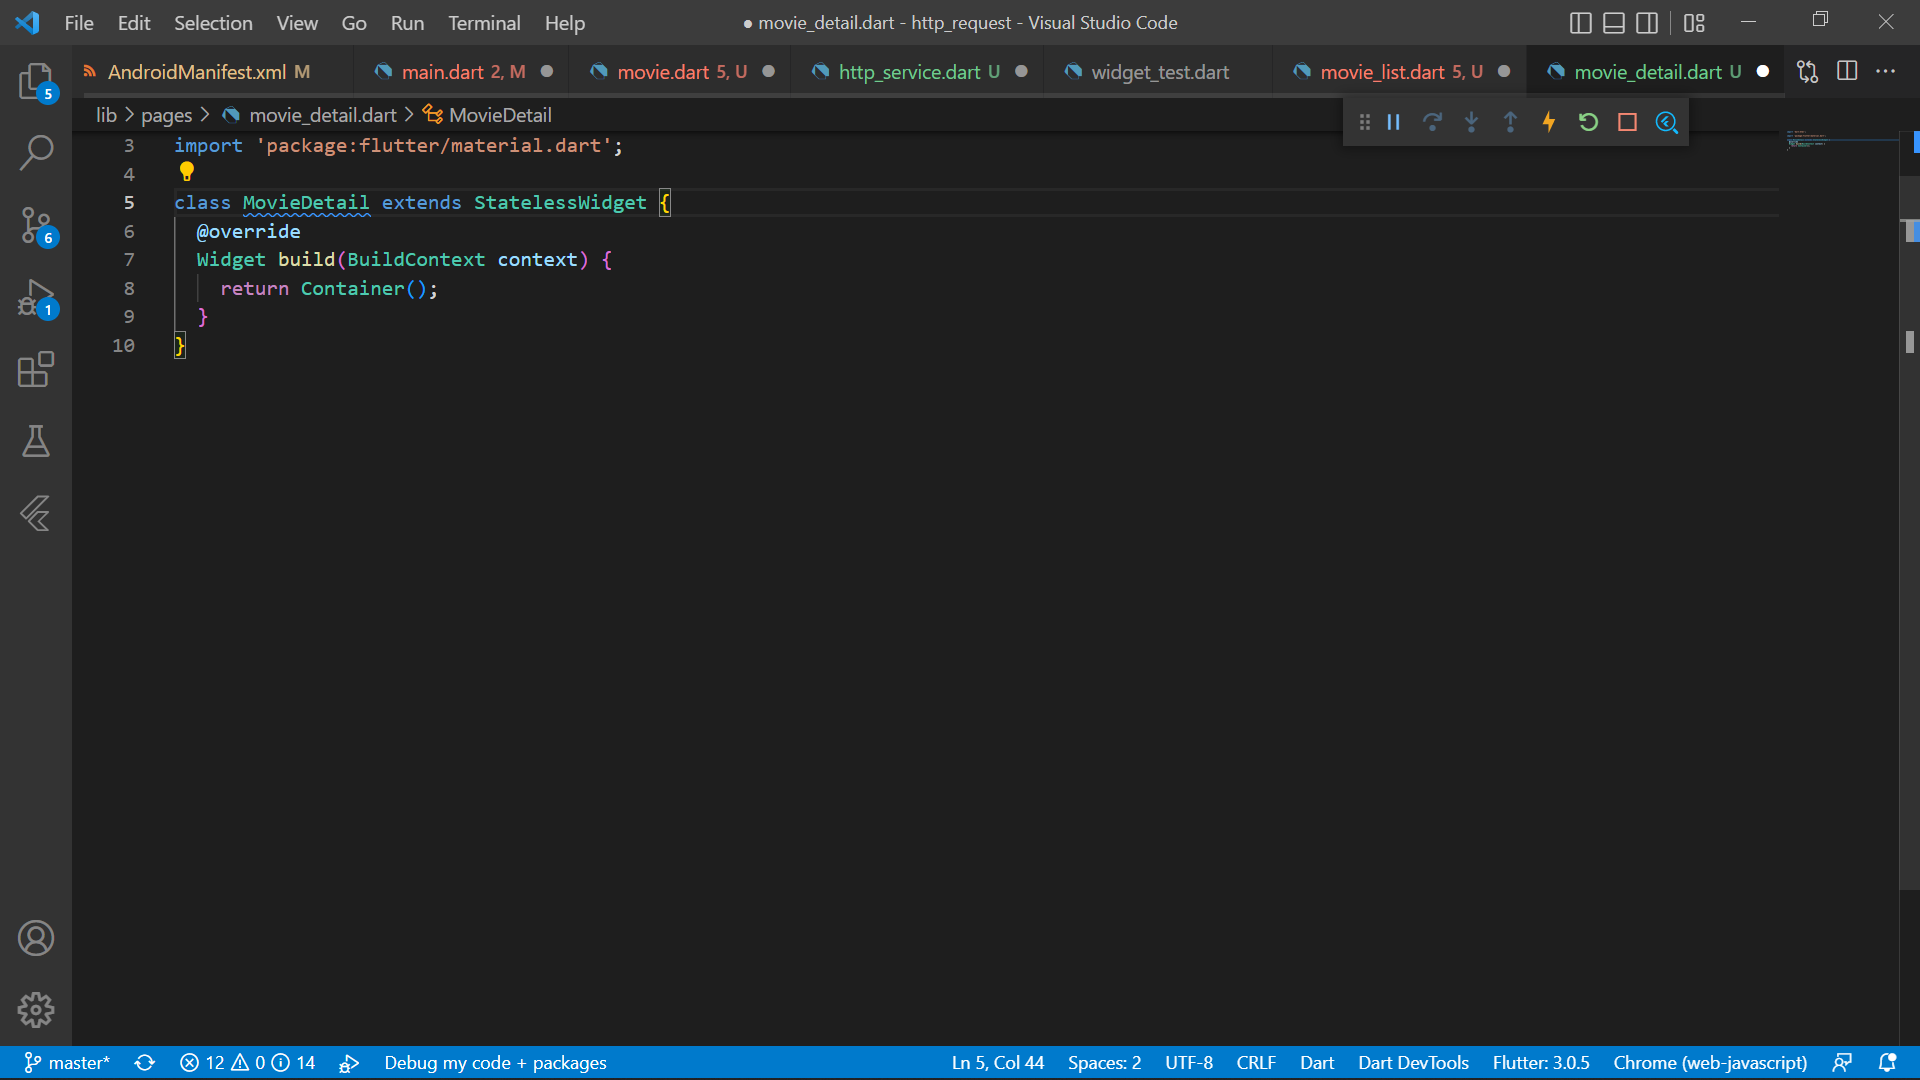 File Edit Selection View Go Run Terminal Help ● movie_detail.dart - http_request - Visual Studio Code
AndroidManifest.xml M main.dart 2, M movie.dart 5, U http_service.dart U widget_test.dart movie_list.dart 5, U movie_detail.dart U
5
lib > pages > movie_detail.dart > MovieDetail
3 import 'package:flutter/material.dart';
4
5 class MovieDetail extends StatelessWidget {
6 @override
7 Widget build(BuildContext context) {
8 return Container();
9 }
10 }
6
1
master* 12 0 14 Debug my code + packages Ln 5, Col 44 Spaces: 2 UTF-8 CRLF Dart Dart DevTools Flutter: 3.0.5 Chrome (web-javascript)